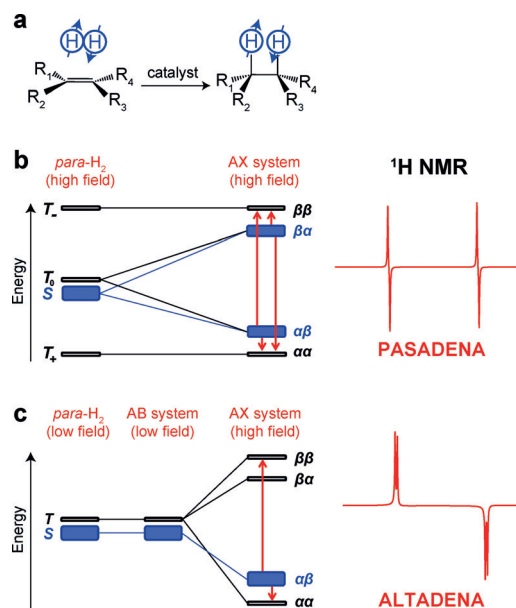 a
H H
H H
R₁ R₄
R₂ R₃
catalyst
R₁ R₄
R₂ R₃
b
para-H₂
(high field)
AX system
(high field)
¹H NMR
Energy
T₋
T₀
S
T₊
ββ
βα
αβ
αα
PASADENA
c
para-H₂
(low field)
AB system
(low field)
AX system
(high field)
Energy
T
S
ββ
βα
αβ
αα
ALTADENA